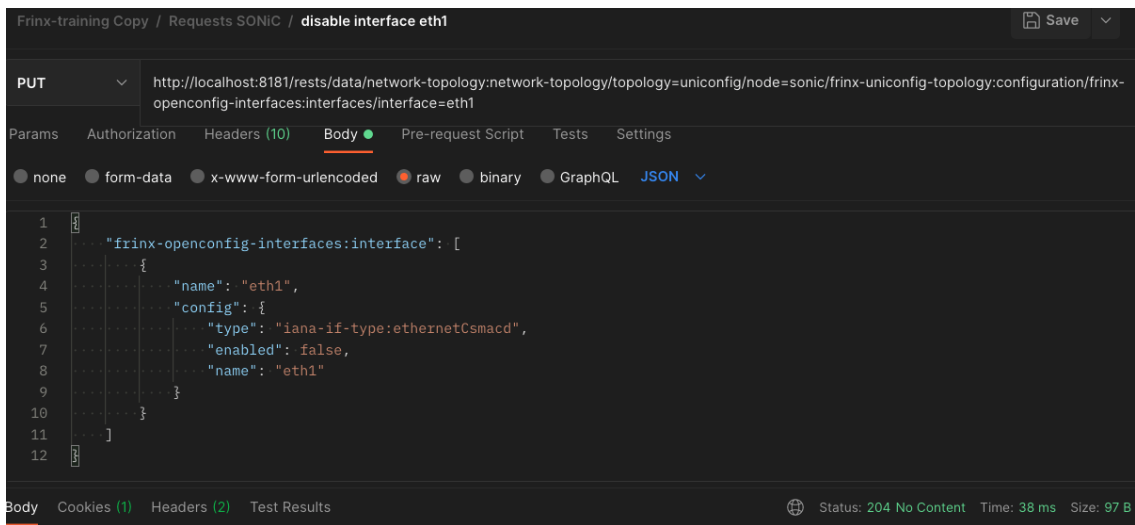 Frinx-training Copy / Requests SONiC / disable interface eth1 Save
PUT http://localhost:8181/rests/data/network-topology:network-topology/topology=uniconfig/node=sonic/frinx-uniconfig-topology:configuration/frinx-
openconfig-interfaces:interfaces/interface=eth1
Params Authorization Headers (10) Body Pre-request Script Tests Settings
none form-data x-www-form-urlencoded raw binary GraphQL JSON
1 {
2 "frinx-openconfig-interfaces:interface": [
3 {
4 "name": "eth1",
5 "config": {
6 "type": "iana-if-type:ethernetCsmacd",
7 "enabled": false,
8 "name": "eth1"
9 }
10 }
11 ]
12 }
Body Cookies (1) Headers (2) Test Results Status: 204 No Content Time: 38 ms Size: 97 B